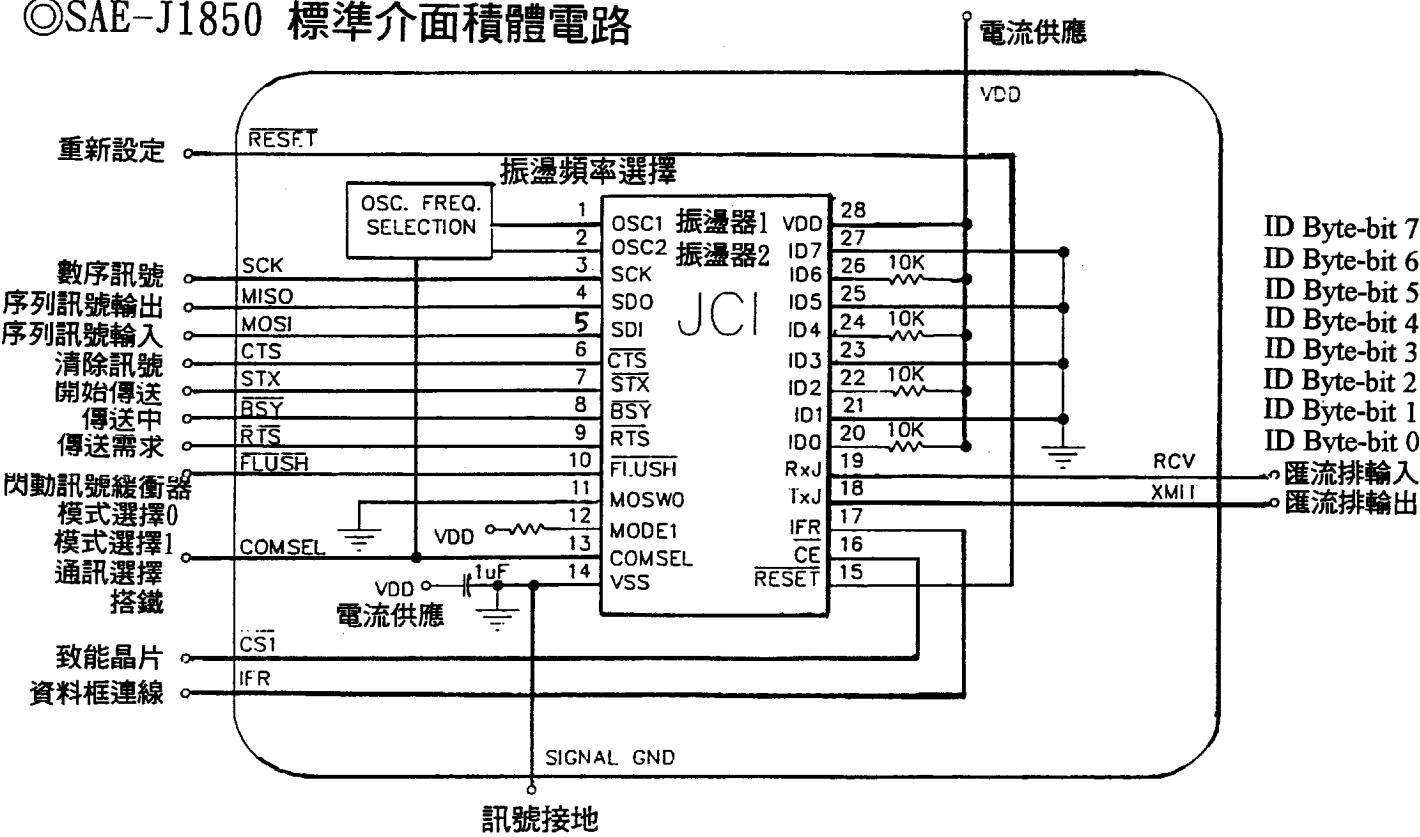 ◎SAE-J1850 標準介面積體電路
電流供應
VDD
重新設定
RESET
振盪頻率選擇
OSC. FREQ.
SELECTION
1
OSC1 振盪器1
VDD
28
2
OSC2 振盪器2
ID7
27
數序訊號
SCK
3
SCK
ID6
26
10K
序列訊號輸出
MISO
4
SDO
JCI
ID5
25
序列訊號輸入
MOSI
5
SDI
ID4
24
10K
清除訊號
CTS
6
CTS
ID3
23
開始傳送
STX
7
STX
ID2
22
10K
傳送中
BSY
8
BSY
ID1
21
傳送需求
RTS
9
RTS
ID0
20
10K
閃動訊號緩衝器
FLUSH
10
FLUSH
RxJ
19
RCV
匯流排輸入
模式選擇0
11
MOSW0
TxJ
18
XMIT
匯流排輸出
模式選擇1
VDD
12
MODE1
IFR
17
通訊選擇
COMSEL
13
COMSEL
CE
16
搭鐵
VDD
1uF
14
VSS
RESET
15
電流供應
致能晶片
CS1
資料框連線
IFR
SIGNAL GND
訊號接地
ID Byte-bit 7
ID Byte-bit 6
ID Byte-bit 5
ID Byte-bit 4
ID Byte-bit 3
ID Byte-bit 2
ID Byte-bit 1
ID Byte-bit 0